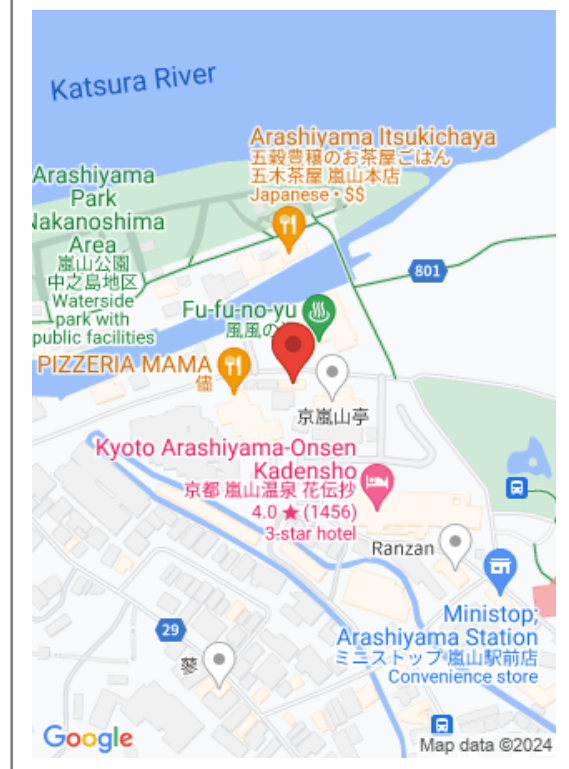 Katsura River
Arashiyama Itsukichaya
五穀豊穣のお茶屋ごはん
五木茶屋 嵐山本店
Japanese • $$
Arashiyama
Park
Nakanoshima
Area
嵐山公園
中之島地区
Waterside
park with
public facilities
801
Fu-fu-no-yu
風風の
PIZZERIA MAMA
儘
京嵐山亭
Kyoto Arashiyama-Onsen
Kadensho
京都 嵐山温泉 花伝抄
4.0 ★ (1456)
3-star hotel
Ranzan
Ministop;
Arashiyama Station
ミニストップ 嵐山駅前店
Convenience store
29
蓼
Google
Map data ©2024